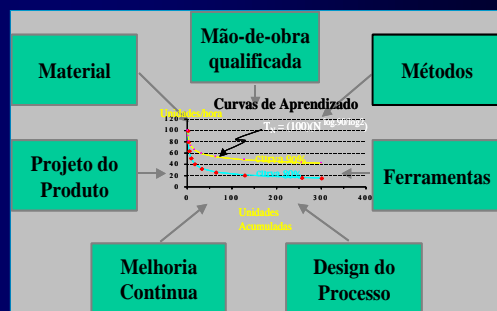 Mão-de-obra
qualificada
Material
Métodos
Curvas de Aprendizado
Unidades/hora
120
100
80
60
40
20
0
0
100
200
300
400
Unidades
Acumuladas
Projeto do
Produto
Ferramentas
Melhoria
Continua
Design do
Processo